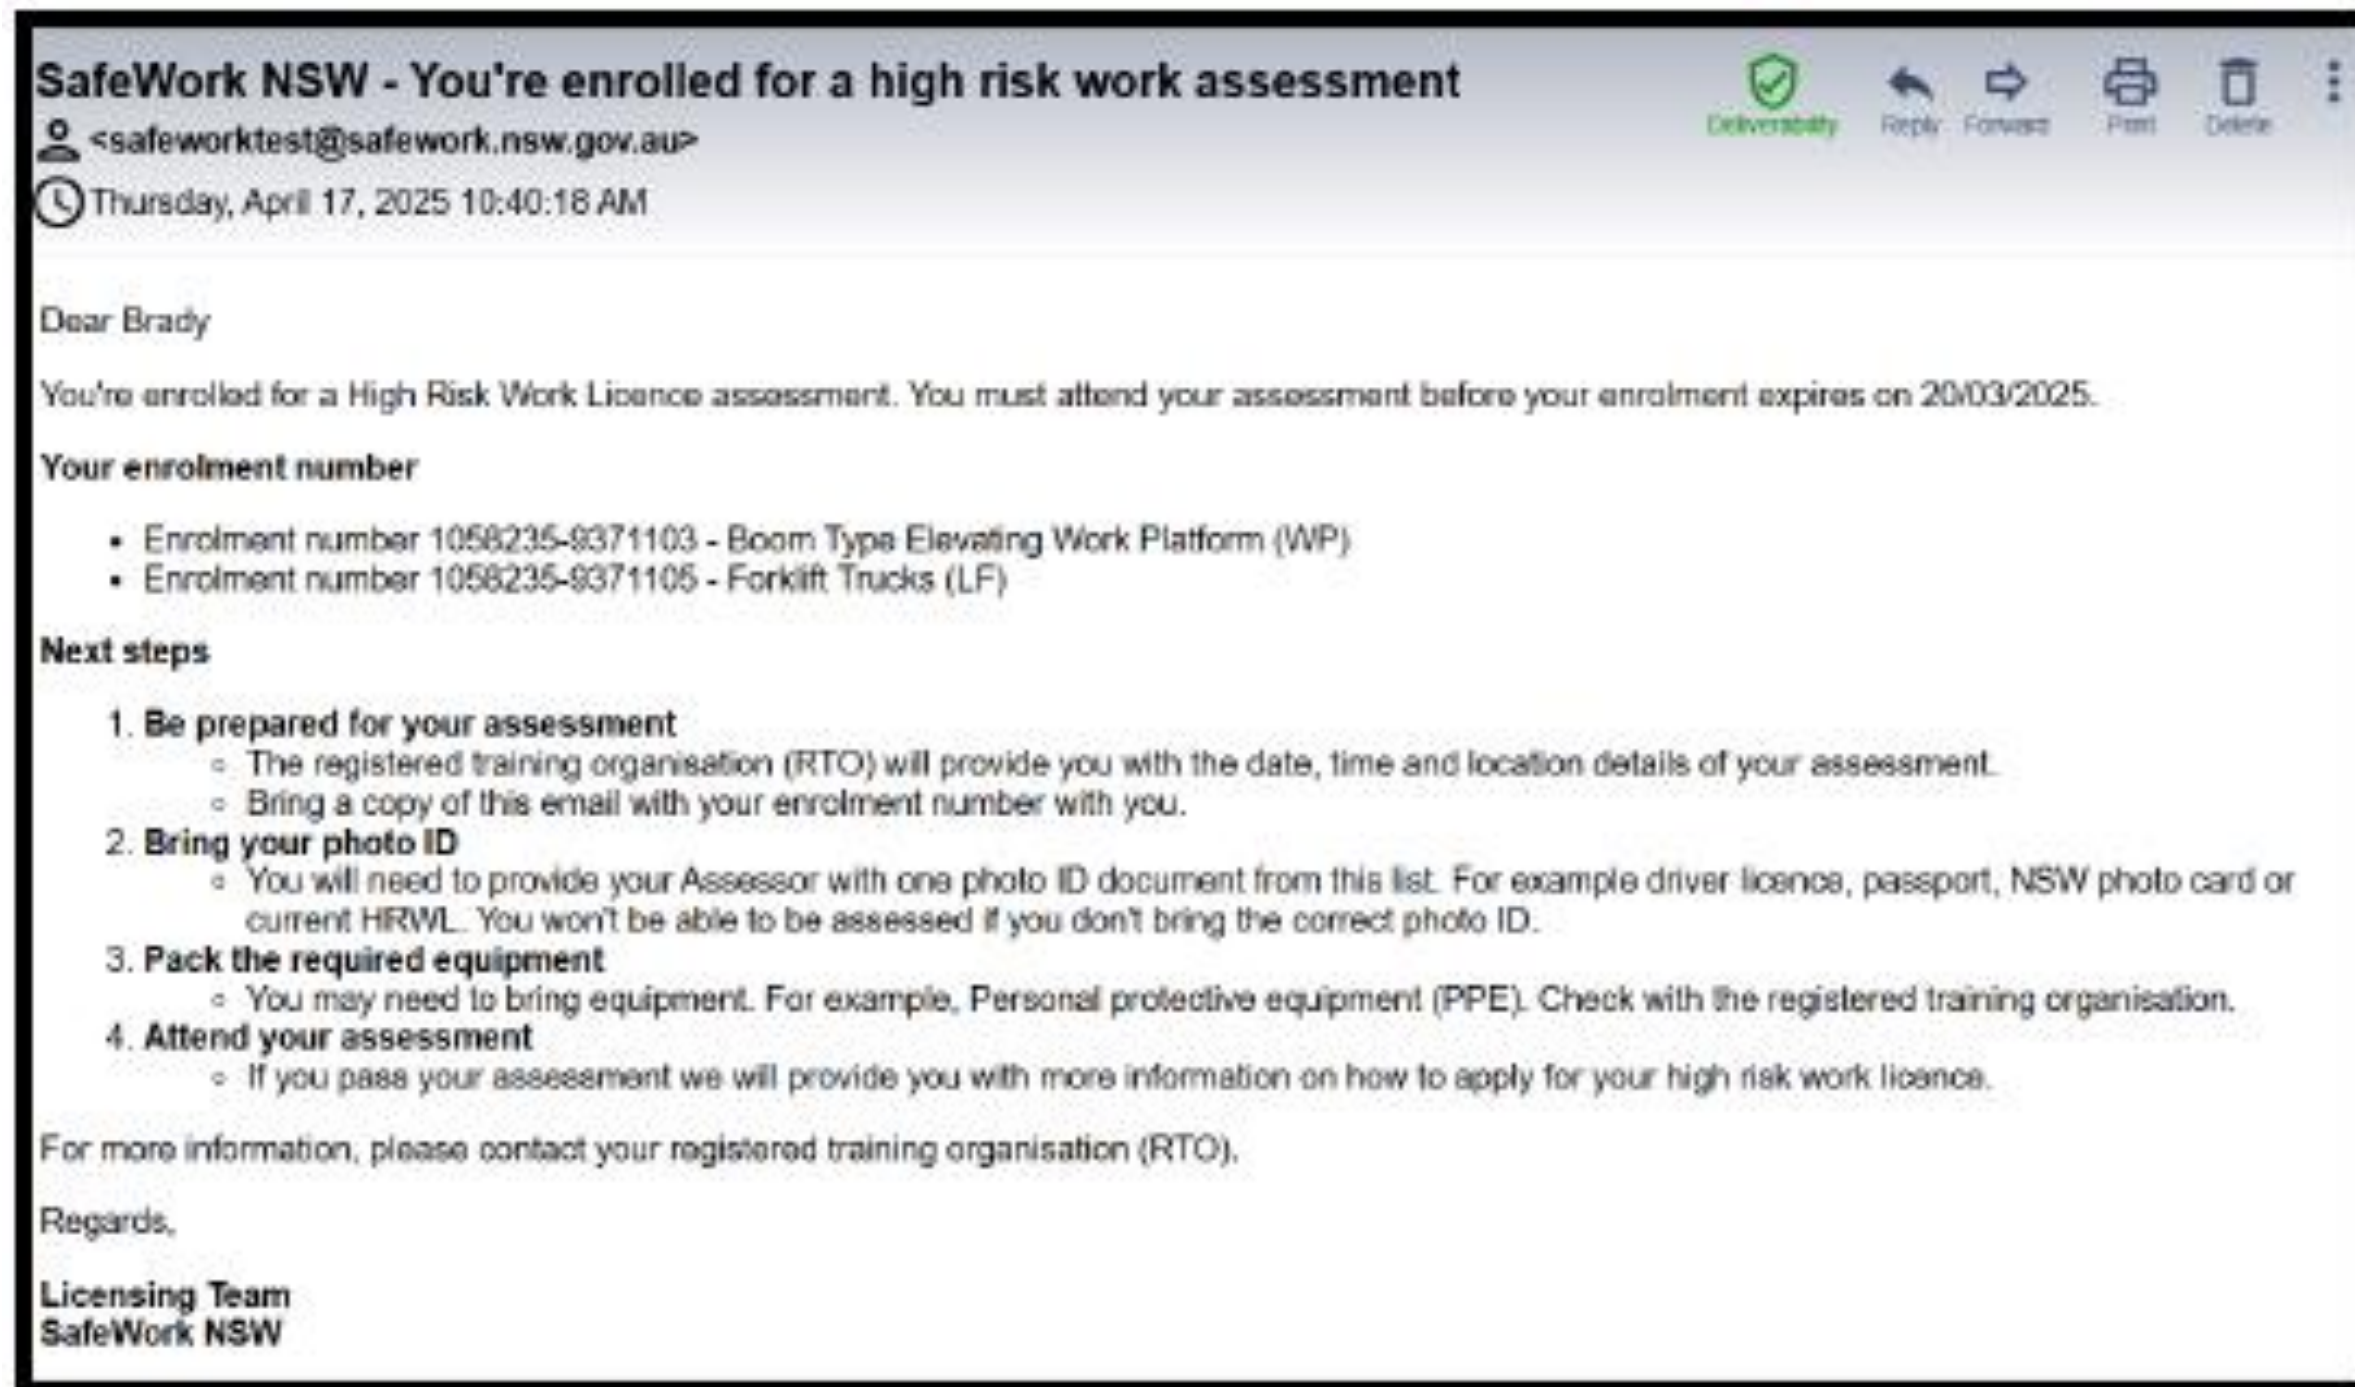 SafeWork NSW - You're enrolled for a high risk work assessment
<safeworktest@safework.nsw.gov.au>
Thursday, April 17, 2025 10:40:18 AM
Deliverability
Reply
Forward
Print
Delete
Dear Brady
You're enrolled for a High Risk Work Licence assessment. You must attend your assessment before your enrolment expires on 20/03/2025.
Your enrolment number
• Enrolment number 1058235-9371103 - Boom Type Elevating Work Platform (WP)
• Enrolment number 1058235-9371105 - Forklift Trucks (LF)
Next steps
1. Be prepared for your assessment
◦ The registered training organisation (RTO) will provide you with the date, time and location details of your assessment.
◦ Bring a copy of this email with your enrolment number with you.
2. Bring your photo ID
◦ You will need to provide your Assessor with one photo ID document from this list. For example driver licence, passport, NSW photo card or
current HRWL. You won't be able to be assessed if you don't bring the correct photo ID.
3. Pack the required equipment
◦ You may need to bring equipment. For example, Personal protective equipment (PPE). Check with the registered training organisation.
4. Attend your assessment
◦ If you pass your assessment we will provide you with more information on how to apply for your high risk work licence.
For more information, please contact your registered training organisation (RTO).
Regards,
Licensing Team
SafeWork NSW